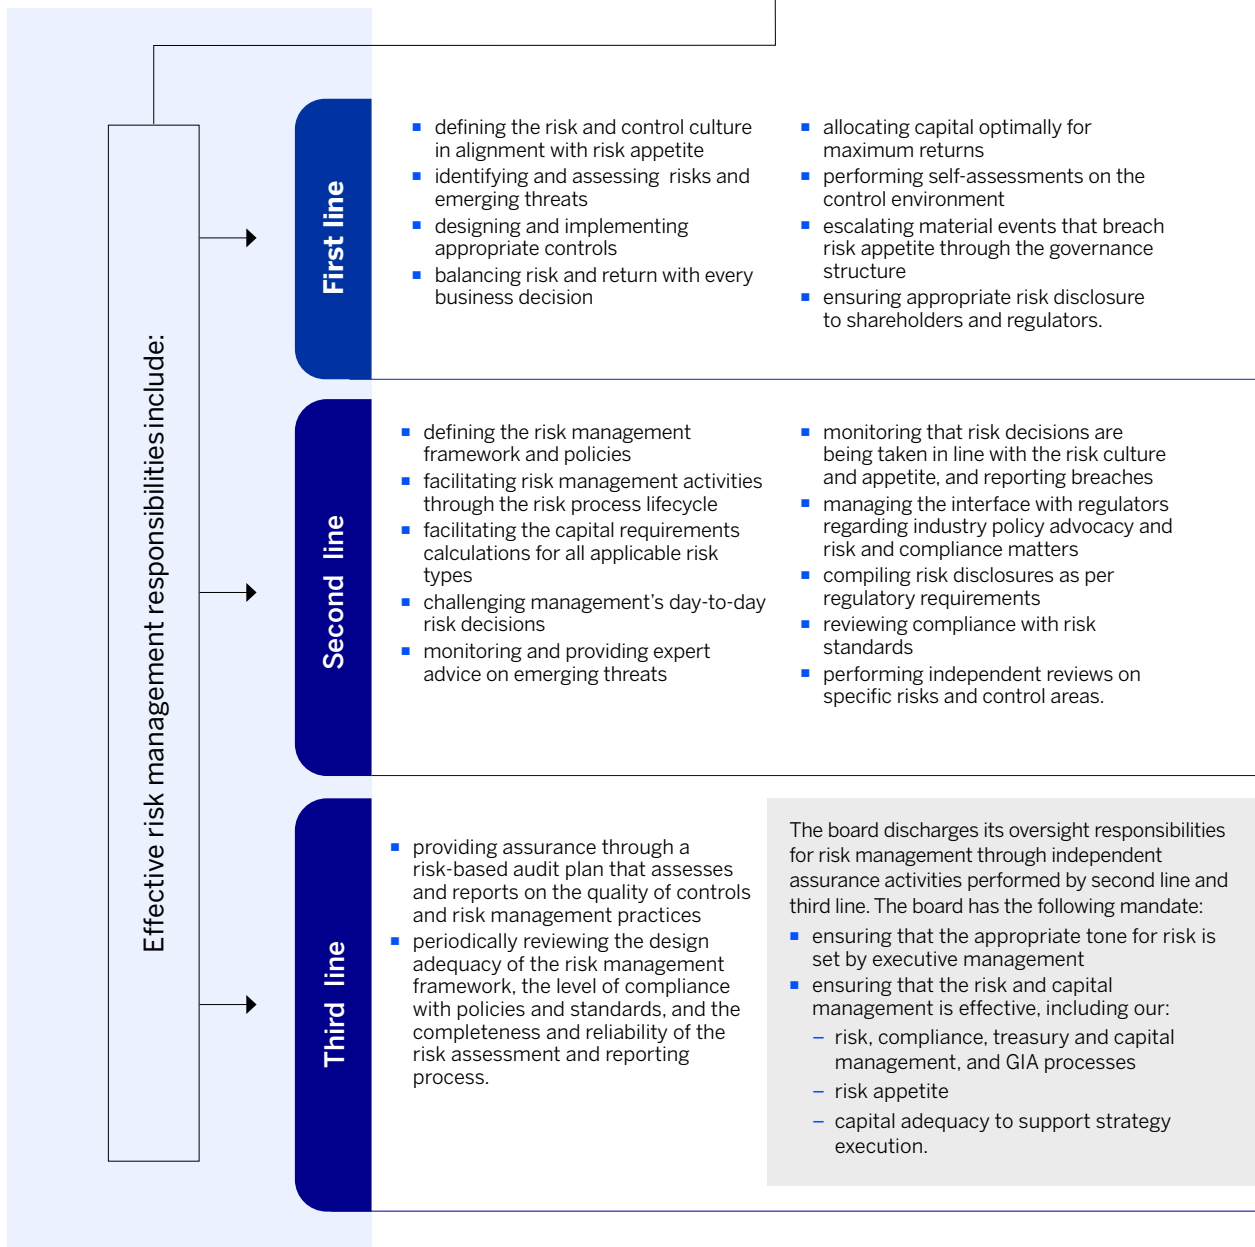 Effective risk management responsibilities include:
First line
defining the risk and control culture
in alignment with risk appetite
identifying and assessing risks and
emerging threats
designing and implementing
appropriate controls
balancing risk and return with every
business decision
allocating capital optimally for
maximum returns
performing self-assessments on the
control environment
escalating material events that breach
risk appetite through the governance
structure
ensuring appropriate risk disclosure
to shareholders and regulators.
Second line
defining the risk management
framework and policies
facilitating risk management activities
through the risk process lifecycle
facilitating the capital requirements
calculations for all applicable risk
types
challenging management's day-to-day
risk decisions
monitoring and providing expert
advice on emerging threats
monitoring that risk decisions are
being taken in line with the risk culture
and appetite, and reporting breaches
managing the interface with regulators
regarding industry policy advocacy and
risk and compliance matters
compiling risk disclosures as per
regulatory requirements
reviewing compliance with risk
standards
performing independent reviews on
specific risks and control areas.
Third line
providing assurance through a
risk-based audit plan that assesses
and reports on the quality of controls
and risk management practices
periodically reviewing the design
adequacy of the risk management
framework, the level of compliance
with policies and standards, and the
completeness and reliability of the
risk assessment and reporting
process.
The board discharges its oversight responsibilities
for risk management through independent
assurance activities performed by second line and
third line. The board has the following mandate:
ensuring that the appropriate tone for risk is
set by executive management
ensuring that the risk and capital
management is effective, including our:
– risk, compliance, treasury and capital
management, and GIA processes
– risk appetite
– capital adequacy to support strategy
execution.